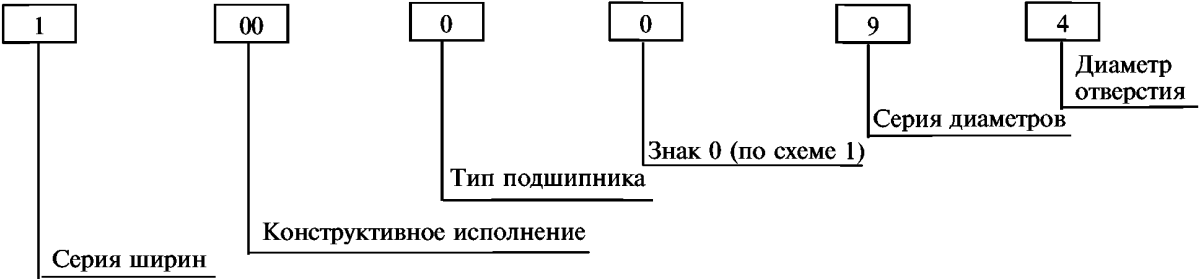 1 00 0 0 9 4
Диаметр
отверстия
Серия диаметров
Знак 0 (по схеме 1)
Тип подшипника
Конструктивное исполнение
Серия ширин